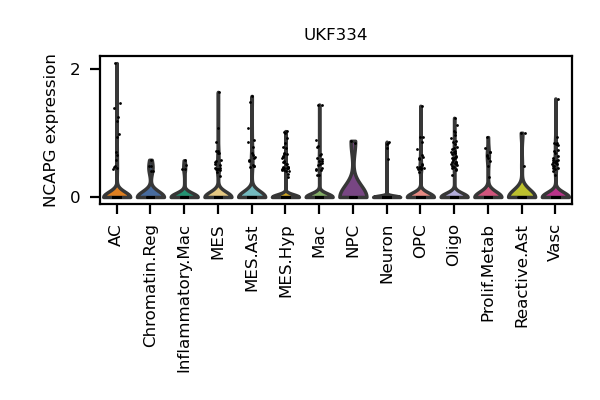 UKF334
NCAPG expression
2
0
AC
Chromatin.Reg
Inflammatory.Mac
MES
MES.Ast
MES.Hyp
Mac
NPC
Neuron
OPC
Oligo
Prolif.Metab
Reactive.Ast
Vasc